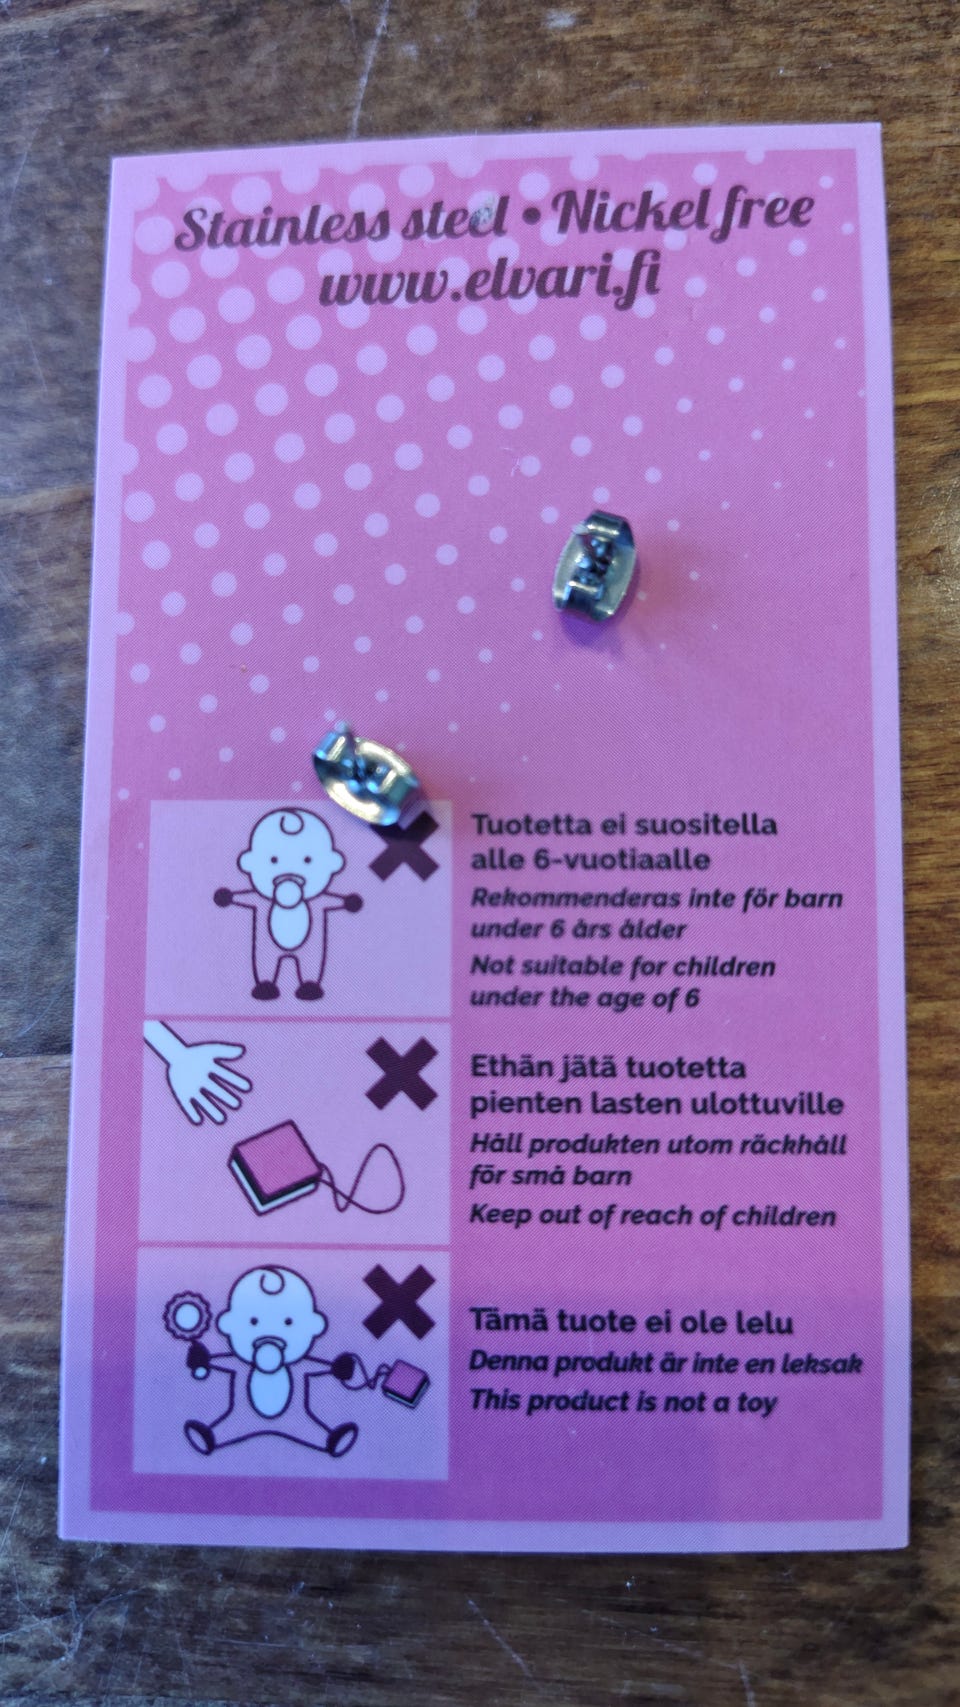 Stainless steel • Nickel free
www.elvari.fi
Tuotetta ei suositella
alle 6-vuotiaalle
Rekommenderas inte för barn
under 6 års ålder
Not suitable for children
under the age of 6
Ethän jätä tuotetta
pienten lasten ulottuville
Håll produkten utom räckhåll
för små barn
Keep out of reach of children
Tämä tuote ei ole lelu
Denna produkt är inte en leksak
This product is not a toy